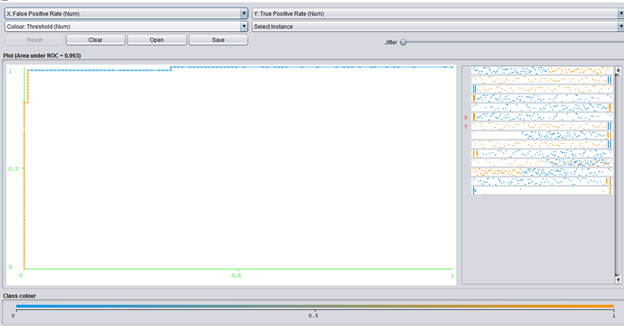 X: False Positive Rate (Num) Y: True Positive Rate (Num)
Colour: Threshold (Num) Select Instance
Reset Clear Open Save Jitter
Plot (Area under ROC = 0.993)
1
0.5
0
0 0.5 1
X
Y
Class colour
0 0.5 1